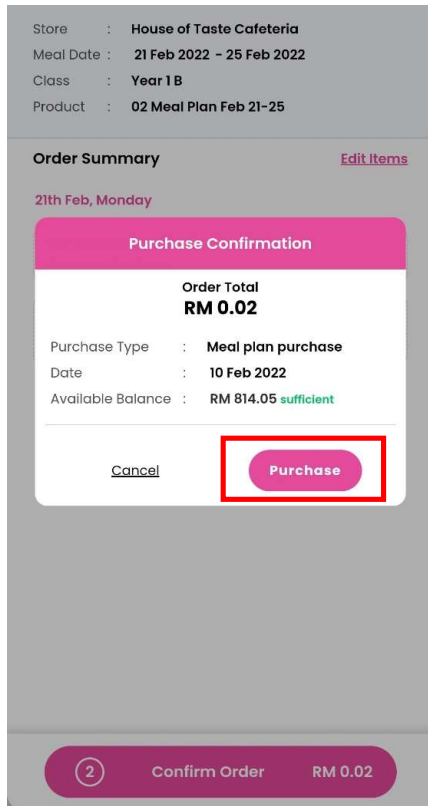 Store : House of Taste Cafeteria
Meal Date : 21 Feb 2022 - 25 Feb 2022
Class : Year 1 B
Product : 02 Meal Plan Feb 21-25
Order Summary Edit Items
21th Feb, Monday
Purchase Confirmation
Order Total
RM 0.02
Purchase Type : Meal plan purchase
Date : 10 Feb 2022
Available Balance : RM 814.05 sufficient
Cancel Purchase
2 Confirm Order RM 0.02